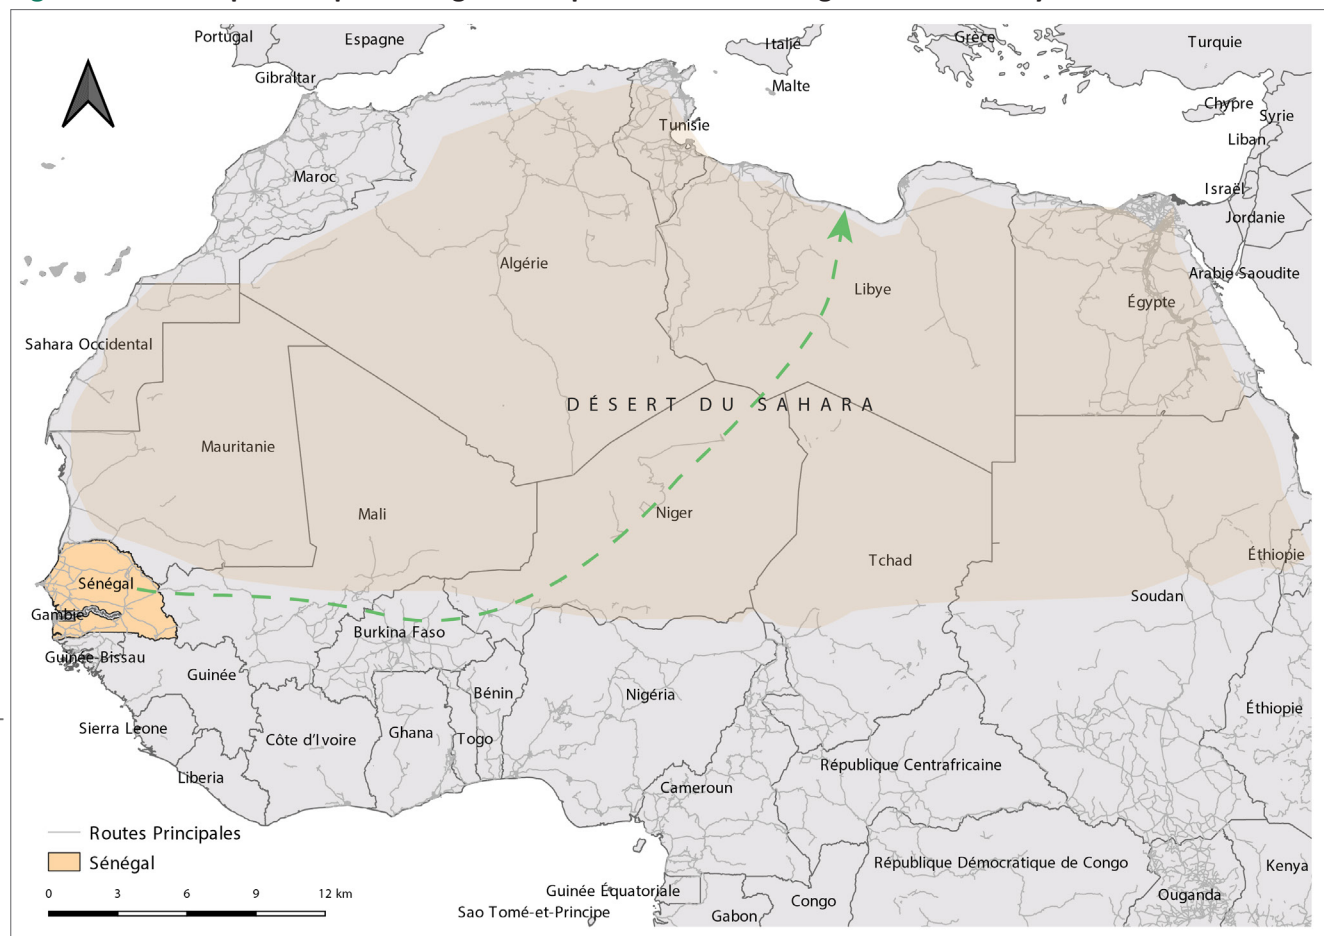 Portugal
Espagne
Italie
Grèce
Turquie
Gibraltar
Malte
Chypre
Syrie
Tunisie
Liban
Maroc
Israël
Jordanie
Algérie
Arabie Saoudite
Libye
Égypte
Sahara Occidental
DÉSERT DU SAHARA
Mauritanie
Mali
Niger
Tchad
Éthiopie
Sénégal
Soudan
Gambie
Burkina Faso
Guinée-Bissau
Guinée
Bénin
Nigéria
Éthiopie
Sierra Leone
Côte d'Ivoire
Ghana
Togo
Liberia
République Centrafricaine
Cameroun
Routes Principales
Sénégal
République Démocratique de Congo
Kenya
0 3 6 9 12 km
Guinée Équatoriale
Congo
Ouganda
Sao Tomé-et-Principe
Gabon